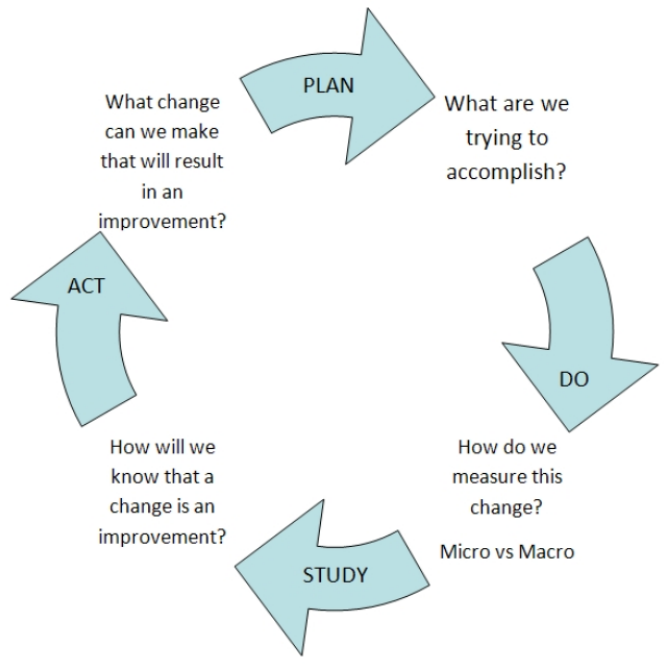 PLAN
What are we
trying to
accomplish?
DO
How do we
measure this
change?
Micro vs Macro
STUDY
How will we
know that a
change is an
improvement?
ACT
What change
can we make
that will result
in an
improvement?